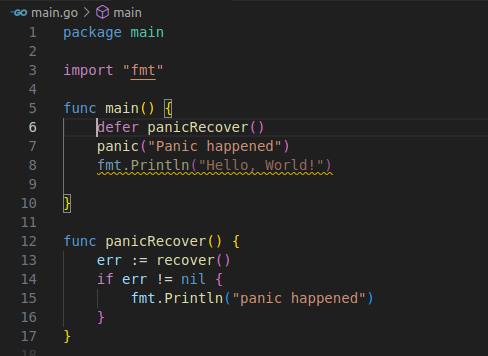 main.go > main
1 package main
2
3 import "fmt"
4
5 func main() {
6     defer panicRecover()
7     panic("Panic happened")
8     fmt.Println("Hello, World!")
9
10 }
11
12 func panicRecover() {
13     err := recover()
14     if err != nil {
15         fmt.Println("panic happened")
16     }
17 }
18